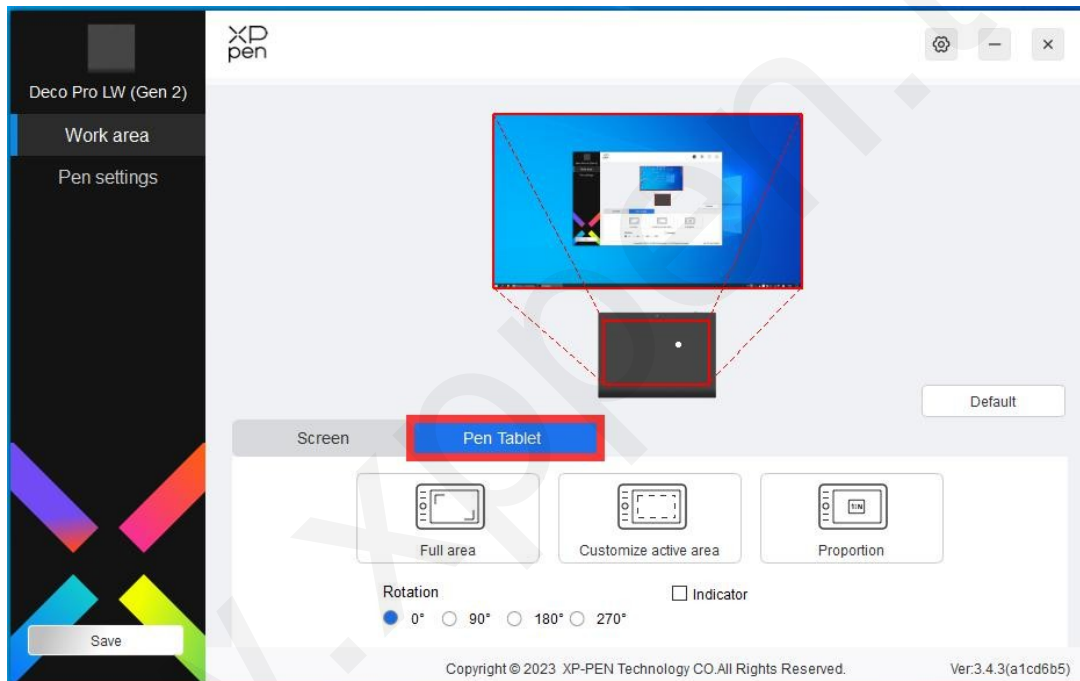 XP
pen
Deco Pro LW (Gen 2)
Work area
Pen settings
Default
Screen
Pen Tablet
1:N
Full area
Customize active area
Proportion
Rotation
Indicator
0°
90°
180°
270°
Save
Copyright © 2023 XP-PEN Technology CO.All Rights Reserved.
Ver:3.4.3(a1cd6b5)